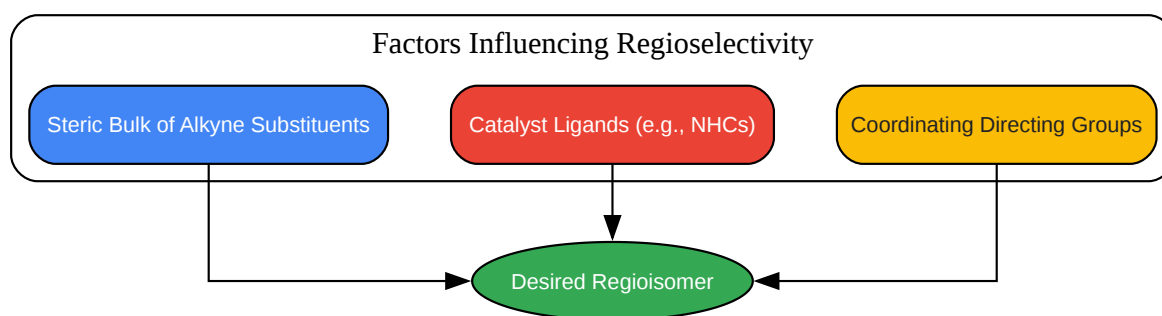 Factors Influencing Regioselectivity
Steric Bulk of Alkyne Substituents
Catalyst Ligands (e.g., NHCs)
Coordinating Directing Groups
Desired Regioisomer